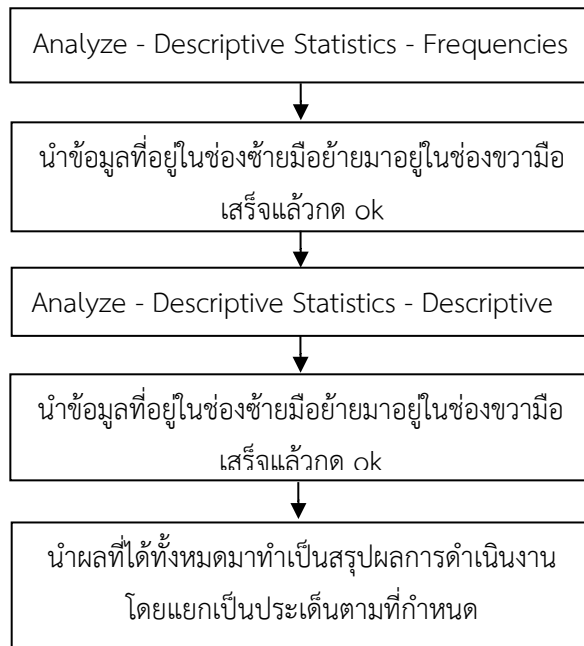 Analyze - Descriptive Statistics - Frequencies
นำข้อมูลที่อยู่ในช่องซ้ายมือย้ายมาอยู่ในช่องขวามือ
เสร็จแล้วกด ok
Analyze - Descriptive Statistics - Descriptive
นำข้อมูลที่อยู่ในช่องซ้ายมือย้ายมาอยู่ในช่องขวามือ
เสร็จแล้วกด ok
นำผลที่ได้ทั้งหมดมาทำเป็นสรุปผลการดำเนินงาน
โดยแยกเป็นประเด็นตามที่กำหนด